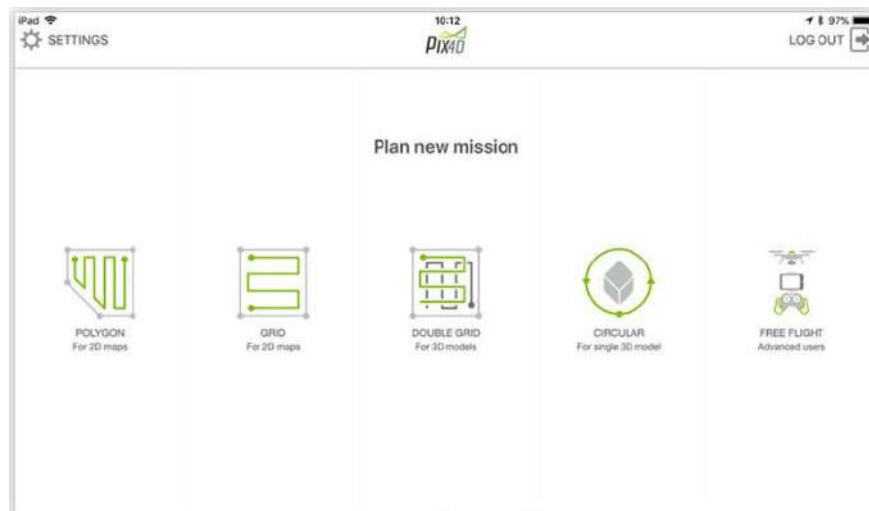 iPad 10:12 97%
SETTINGS PIX4D LOG OUT
Plan new mission
POLYGON GRID DOUBLE GRID CIRCULAR FREE FLIGHT
For 2D maps For 2D maps For 3D models For single 3D model Advanced users